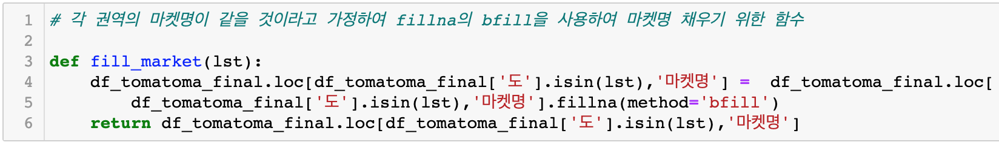 1 # 각 권역의 마켓명이 같을 것이라고 가정하여 fillna의 bfill을 사용하여 마켓명 채우기 위한 함수
2
3 def fill_market(lst):
4     df_tomatoma_final.loc[df_tomatoma_final['도'].isin(lst),'마켓명'] =  df_tomatoma_final.loc[
5         df_tomatoma_final['도'].isin(lst),'마켓명'].fillna(method='bfill')
6     return df_tomatoma_final.loc[df_tomatoma_final['도'].isin(lst),'마켓명']